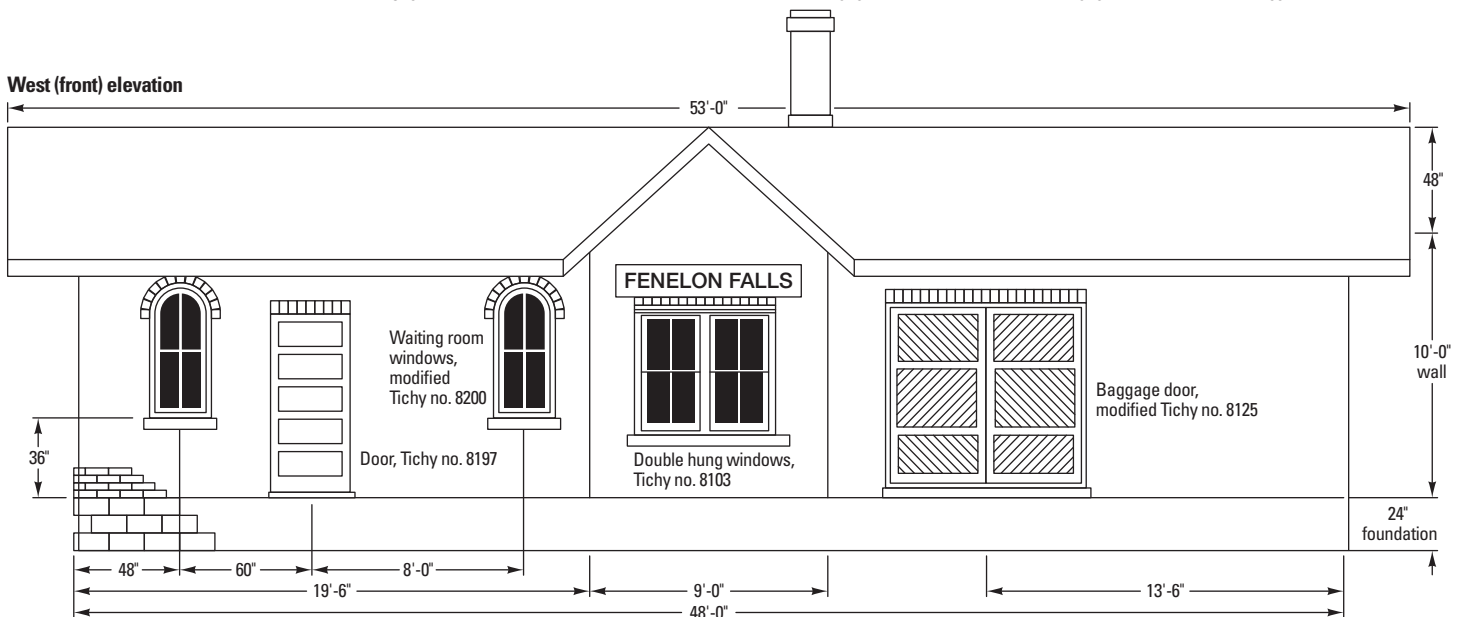 West (front) elevation
53'-0"
48"
FENELON FALLS
Waiting room
windows,
modified
Tichy no. 8200
10'-0"
wall
Baggage door,
modified Tichy no. 8125
36"
Door, Tichy no. 8197
Double hung windows,
Tichy no. 8103
24"
foundation
48"
60"
8'-0"
19'-6"
9'-0"
13'-6"
48'-0"